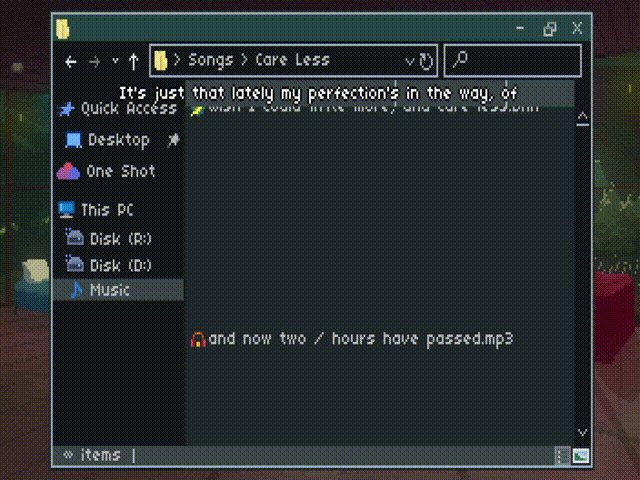 Songs > Care Less
It's just that lately my perfection's in the way, of
Quick Access
wish I could write more, and care less.bnn
Desktop
One Shot
This PC
Disk (R:)
Disk (D:)
Music
and now two / hours have passed.mp3
∞ items |